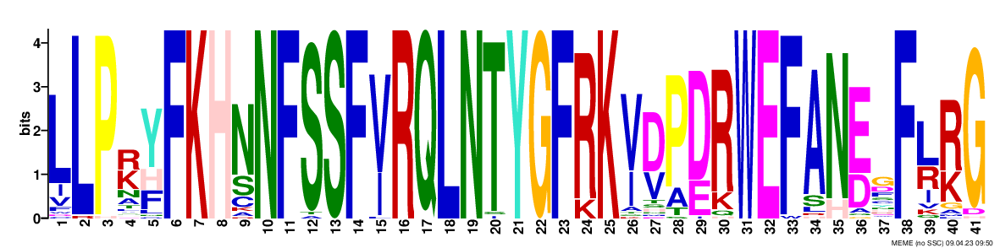 bits
4
3
2
1
0
LLPRYFKHNNFSSFVRQLNTYGFRKVDPDRWEFANEGFLRG
1 2 3 4 5 6 7 8 9 10 11 12 13 14 15 16 17 18 19 20 21 22 23 24 25 26 27 28 29 30 31 32 33 34 35 36 37 38 39 40 41
MEME (no SSC) 09.04.23 09:50